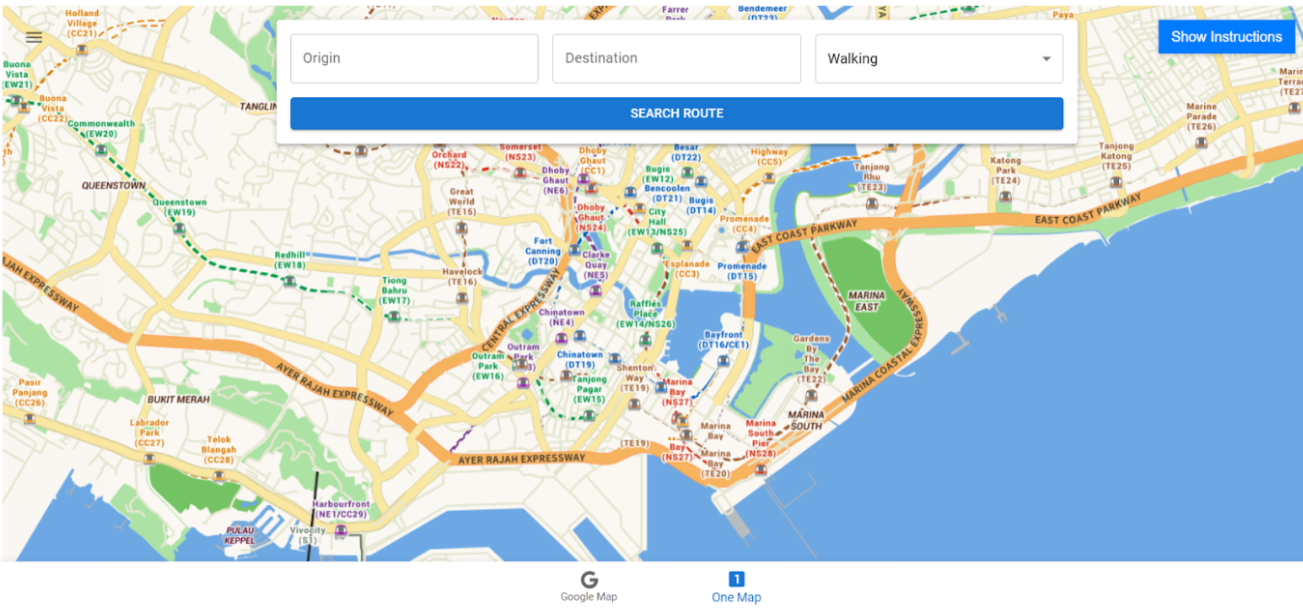 Holland
Village
(CC21)
Farrer
Bendemeer
(DT23)
Paya
Origin
Destination
Walking
SEARCH ROUTE
Show Instructions
Buona
Vista
(EW21)
Buona
Vista
(CC22)
Commonwealth
(EW20)
QUEENSTOWN
Queenstown
(EW19)
Redhill
(EW18)
Tiong
Bahru
(EW17)
Orchard
(NS22)
Somerset
(NS23)
Dhoby
Ghaut
(CC1)
Dhoby
Ghaut
(NE6)
Dhoby
Ghaut
(NS24)
Great
World
(TE15)
Havelock
(TE16)
Fort
Canning
(DT20)
Clarke
Quay
(NE5)
Besar
(DT22)
Bugis
(EW12)
Bencoolen
(DT21)
Bugis
(DT14)
City
Hall
(EW13/NS25)
Esplanade
(CC3)
Promenade
(CC4)
Promenade
(DT15)
Highway
(CC5)
Tanjong
Rhu
(TE23)
Katong
Park
(TE24)
Tanjong
Katong
(TE25)
Marine
Parade
(TE26)
EAST COAST PARKWAY
EAST COAST PARKWAY
MARINA
EAST
MARINA COASTAL EXPRESSWAY
CENTRAL EXPRESSWAY
Raffles
Place
(EW14/NS26)
Chinatown
(NE4)
Chinatown
(DT19)
Outram
Park
Outram
Park
(EW16)
Tanjong
Pagar
(EW15)
Shenton
Way
(TE19)
Bayfront
(DT16/CE1)
Marina
Bay
(NS27)
Gardens
By
The
Bay
(TE22)
MARINA
SOUTH
Marina
South
Pier
(NS28)
Marina
Bay
Marina
Bay
(TE20)
Bay
(NS27)
(TE19)
AYER RAJAH EXPRESSWAY
AYER RAJAH EXPRESSWAY
BUKIT MERAH
Pasir
Panjang
(CC26)
Labrador
Park
(CC27)
Telok
Blangah
(CC28)
Harbourfront
(NE1/CC29)
Vivocity
(S1)
PULAU
KEPPEL
Google Map
1
One Map